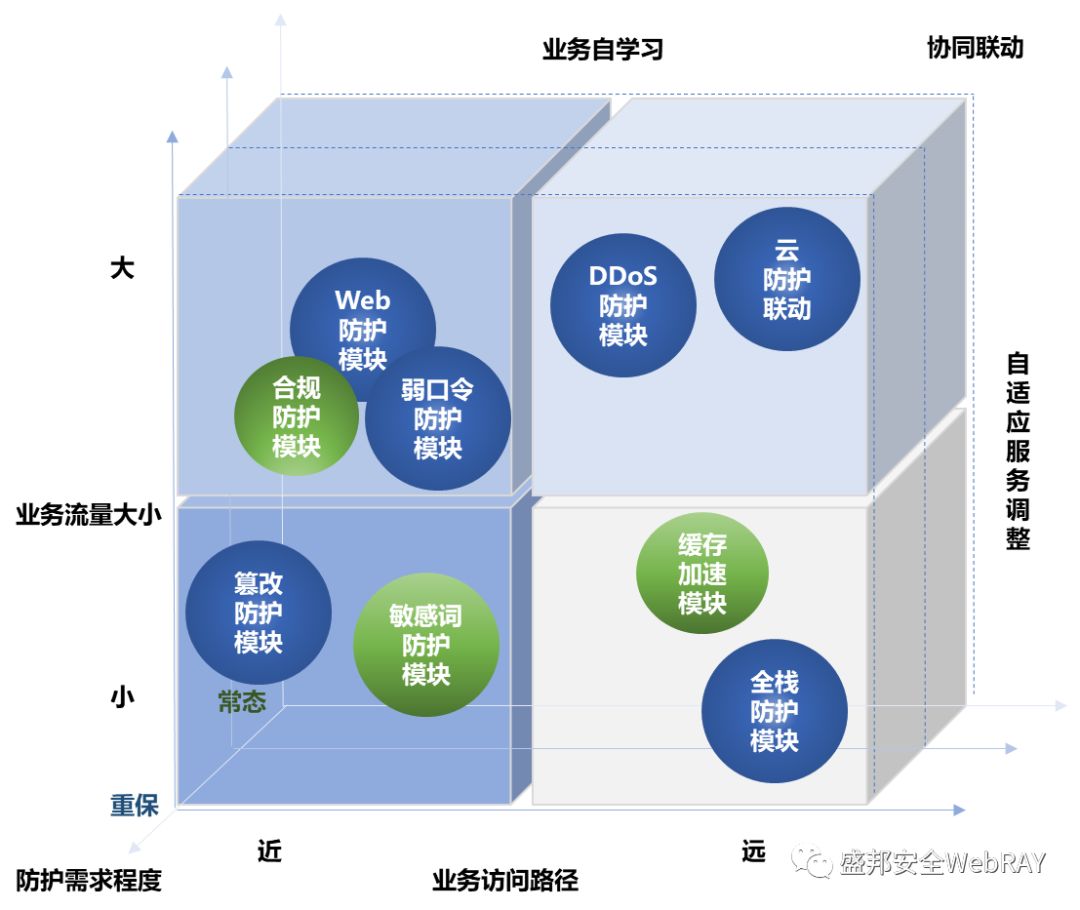 业务自学习
协同联动
大
Web
防护
模块
合规
防护
模块
弱口令
防护
模块
DDoS
防护
模块
云
防护
联动
自
适
应
服
务
调
整
业务流量大小
篡改
防护
模块
敏感词
防护
模块
缓存
加速
模块
全栈
防护
模块
小
常态
重保
近
远
防护需求程度
业务访问路径
盛邦安全WebRAY